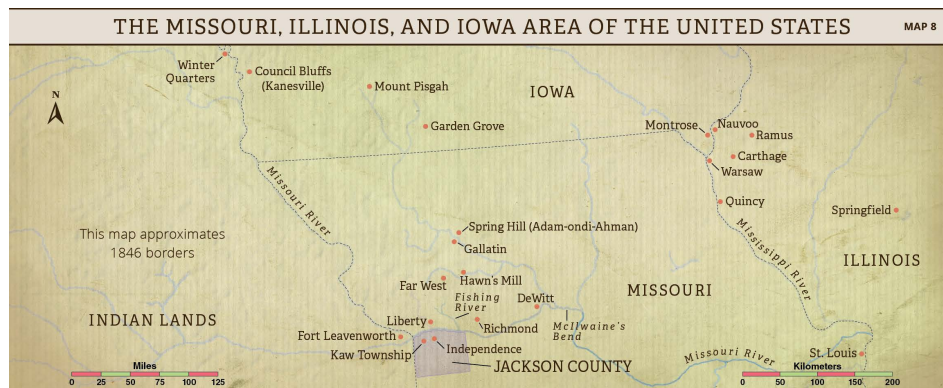 THE MISSOURI, ILLINOIS, AND IOWA AREA OF THE UNITED STATES
MAP 8
Winter
Quarters
Council Bluffs
(Kanesville)
Mount Pisgah
IOWA
N
Garden Grove
Montrose
Nauvoo
Ramus
Carthage
Warsaw
Missouri River
Quincy
Springfield
Mississippi River
This map approximates
1846 borders
Spring Hill (Adam-ondi-Ahman)
Gallatin
ILLINOIS
Far West
Hawn's Mill
MISSOURI
Fishing
River
DeWitt
INDIAN LANDS
Liberty
Richmond
McIlwaine's
Bend
Fort Leavenworth
Kaw Township
Independence
Missouri River
St. Louis
JACKSON COUNTY
Miles
0 25 50 75 100 125
Kilometers
0 50 100 150 200